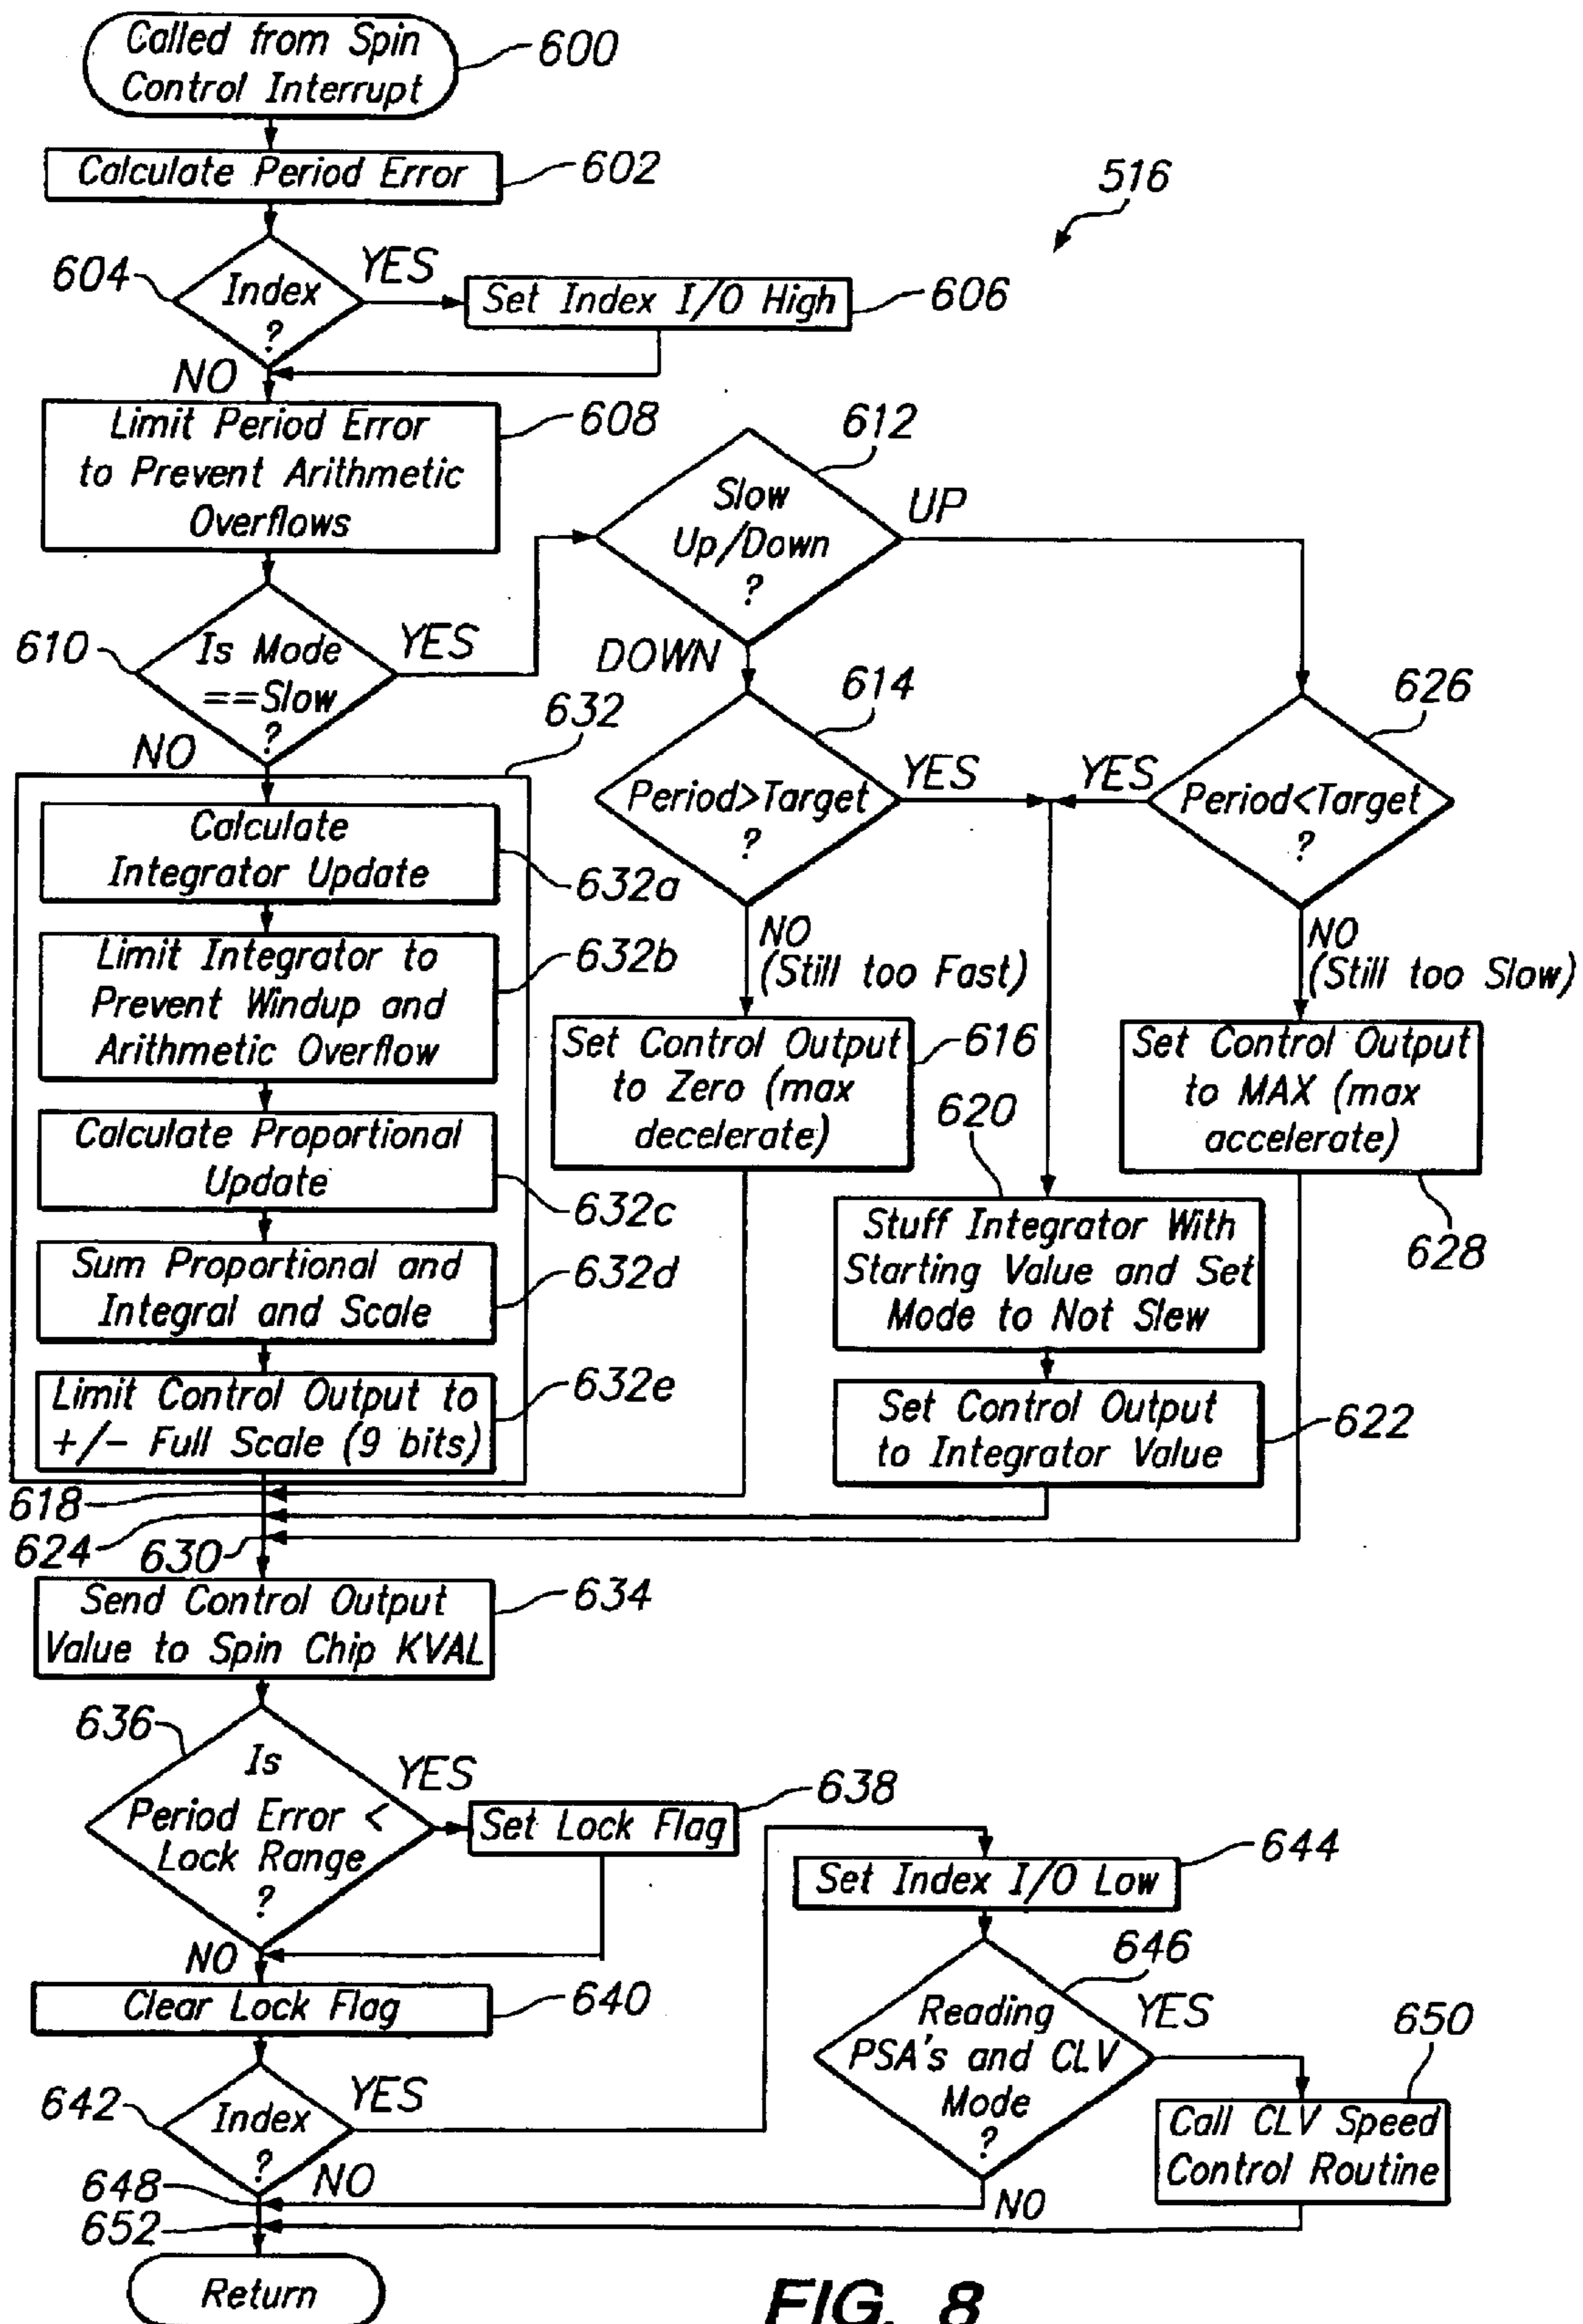 Called from Spin
Control Interrupt
600
Calculate Period Error
602
516
604
Index
?
YES
Set Index I/O High
606
NO
Limit Period Error
to Prevent Arithmetic
Overflows
608
612
Slow
Up/Down
?
UP
DOWN
610
Is Mode
==Slow
?
YES
NO
632
614
Period>Target
?
YES
626
YES
Period<Target
?
Calculate
Integrator Update
632a
Limit Integrator to
Prevent Windup and
Arithmetic Overflow
632b
Calculate Proportional
Update
632c
Sum Proportional and
Integral and Scale
632d
Limit Control Output to
+/- Full Scale (9 bits)
632e
NO
(Still too Fast)
NO
(Still too Slow)
Set Control Output
to Zero (max
decelerate)
616
Set Control Output
to MAX (max
accelerate)
628
620
Stuff Integrator With
Starting Value and Set
Mode to Not Slew
Set Control Output
to Integrator Value
622
618
624
630
Send Control Output
Value to Spin Chip KVAL
634
636
Is
Period Error <
Lock Range
?
YES
Set Lock Flag
638
NO
Clear Lock Flag
640
642
Index
?
YES
NO
Set Index I/O Low
644
646
Reading
PSA's and CLV
Mode
?
YES
NO
650
Call CLV Speed
Control Routine
648
652
Return
FIG. 8